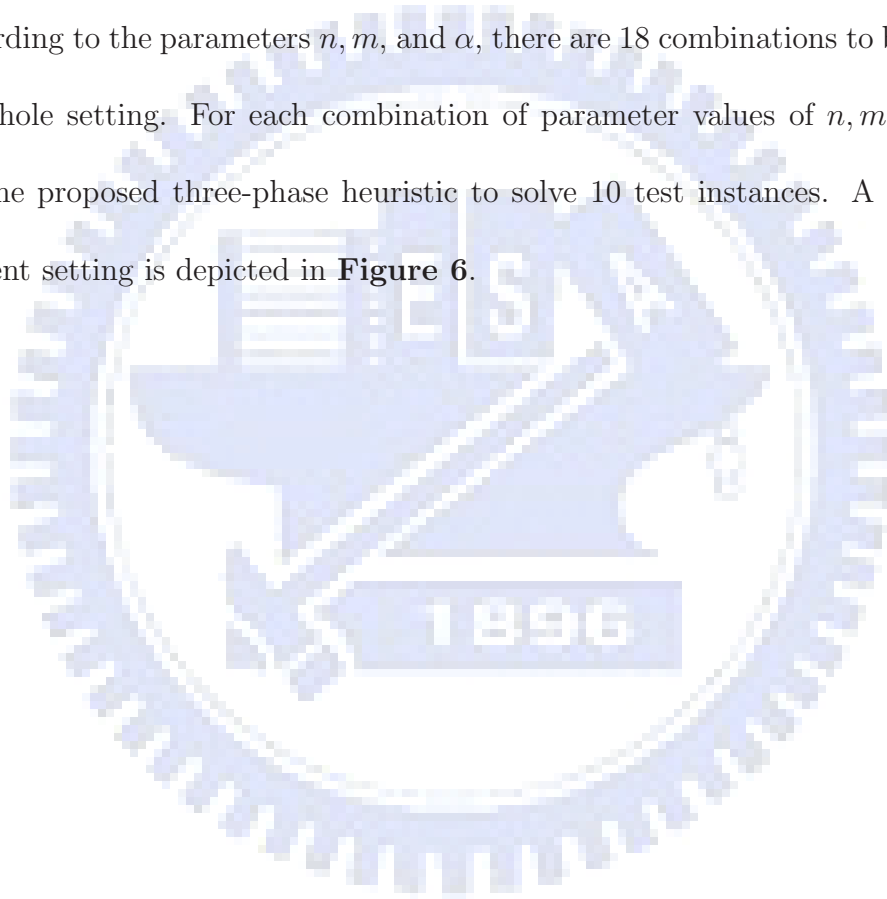 rding to the parameters n, m, and α, there are 18 combinations to b
hole setting. For each combination of parameter values of n, m
he proposed three-phase heuristic to solve 10 test instances. A
ent setting is depicted in Figure 6.
E S A
1896